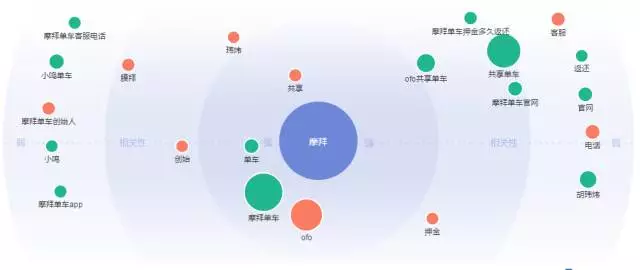 摩拜单车客服电话
小鸣单车
膜拜
玮炜
摩拜单车押金多久返还
客服
ofo共享单车
共享单车
返还
共享
摩拜单车官网
官网
摩拜单车创始人
弱
相关性
强
摩拜
强
相关性
弱
电话
小鸣
创始
单车
摩拜单车app
摩拜单车
ofo
押金
胡玮炜